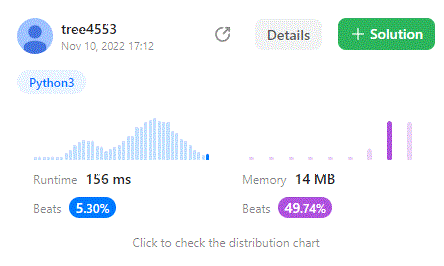 tree4553
Nov 10, 2022 17:12
Details
+ Solution
Python3
Runtime 156 ms
Memory 14 MB
Beats 5.30%
Beats 49.74%
Click to check the distribution chart